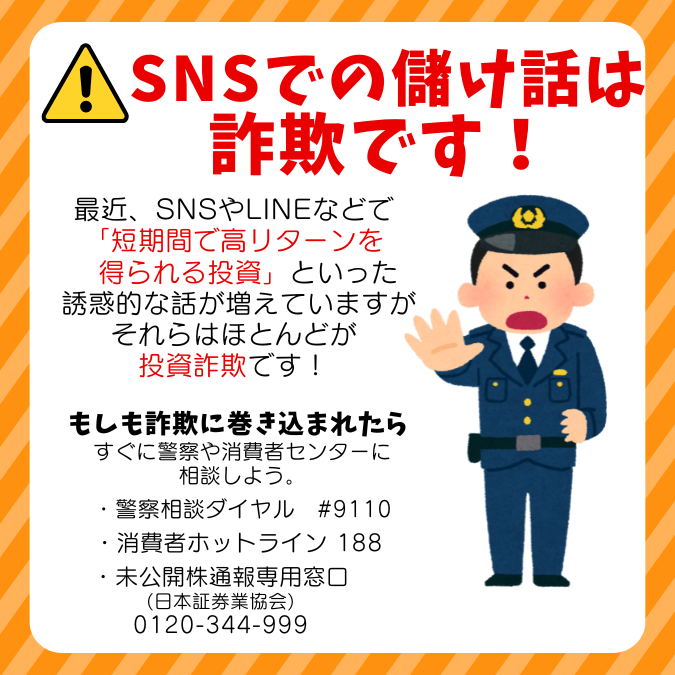 SNSでの儲け話は
詐欺です！
最近、SNSやLINEなどで
「短期間で高リターンを
得られる投資」といった
誘惑的な話が増えていますが
それらはほとんどが
投資詐欺です！
もしも詐欺に巻き込まれたら
すぐに警察や消費者センターに
相談しよう。
・警察相談ダイヤル　#9110
・消費者ホットライン 188
・未公開株通報専用窓口
（日本証券業協会）
0120-344-999